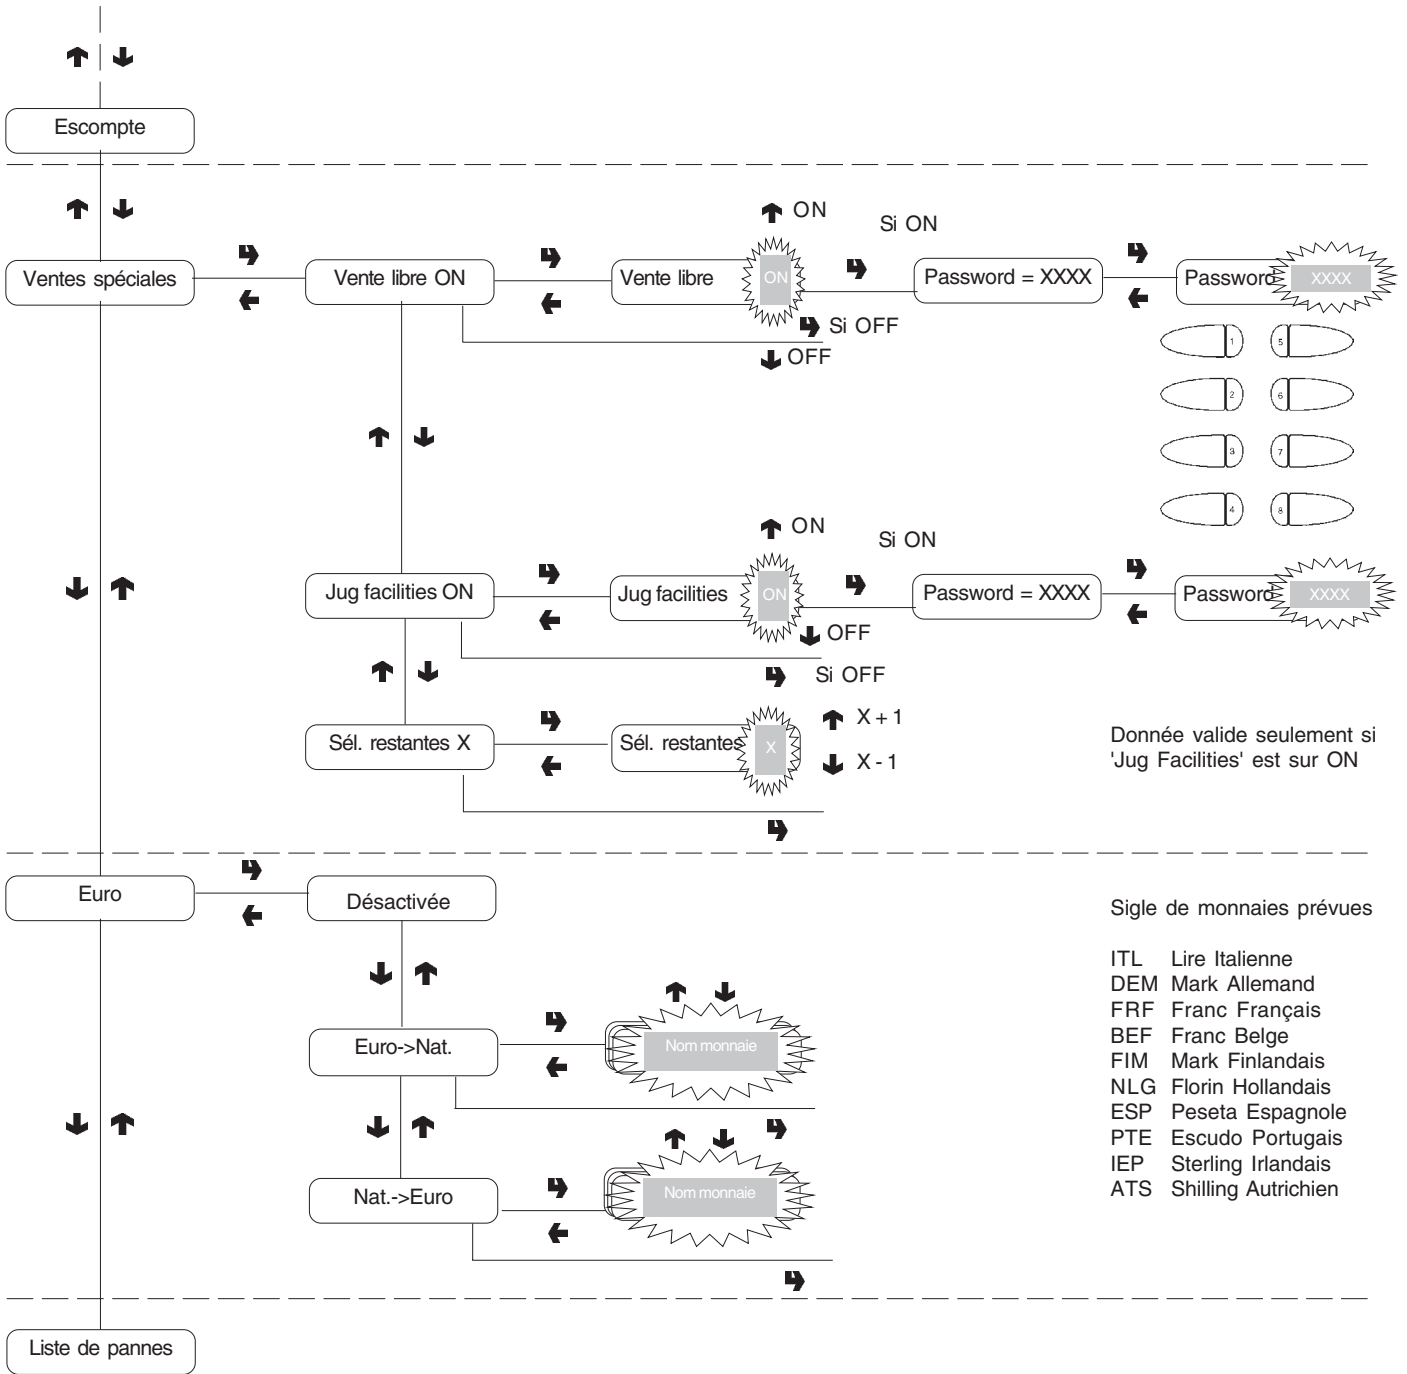 Escompte
ON
Si ON
Ventes spéciales
Vente libre ON
Vente libre
ON
Password = XXXX
Password
XXXX
Si OFF
OFF
1
5
2
6
3
7
4
8
ON
Si ON
Jug facilities ON
Jug facilities
ON
Password = XXXX
Password
XXXX
OFF
Si OFF
X + 1
Sél. restantes X
Sél. restantes
X
X - 1
Donnée valide seulement si
'Jug Facilities' est sur ON
Euro
Désactivée
Sigle de monnaies prévues
ITL Lire Italienne
DEM Mark Allemand
FRF Franc Français
BEF Franc Belge
FIM Mark Finlandais
NLG Florin Hollandais
ESP Peseta Espagnole
PTE Escudo Portugais
IEP Sterling Irlandais
ATS Shilling Autrichien
Euro->Nat.
Nom monnaie
Nat.->Euro
Nom monnaie
Liste de pannes